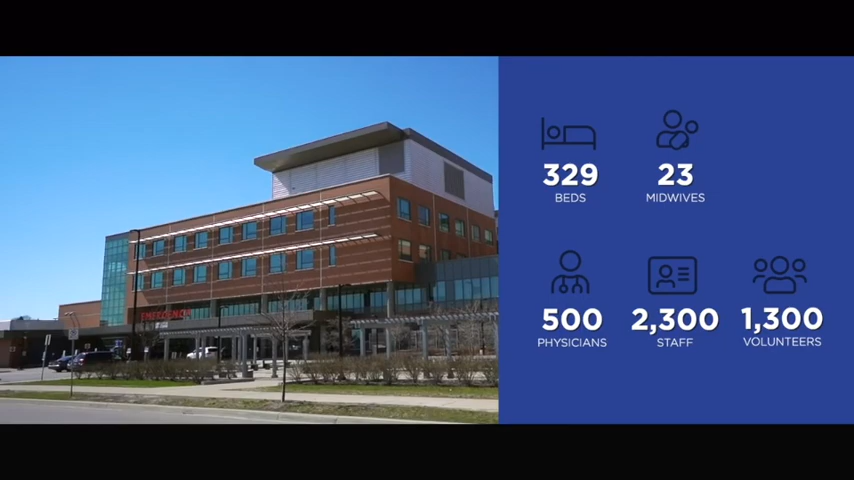 329
BEDS
23
MIDWIVES
EMERGENCY
500
PHYSICIANS
2,300
STAFF
1,300
VOLUNTEERS